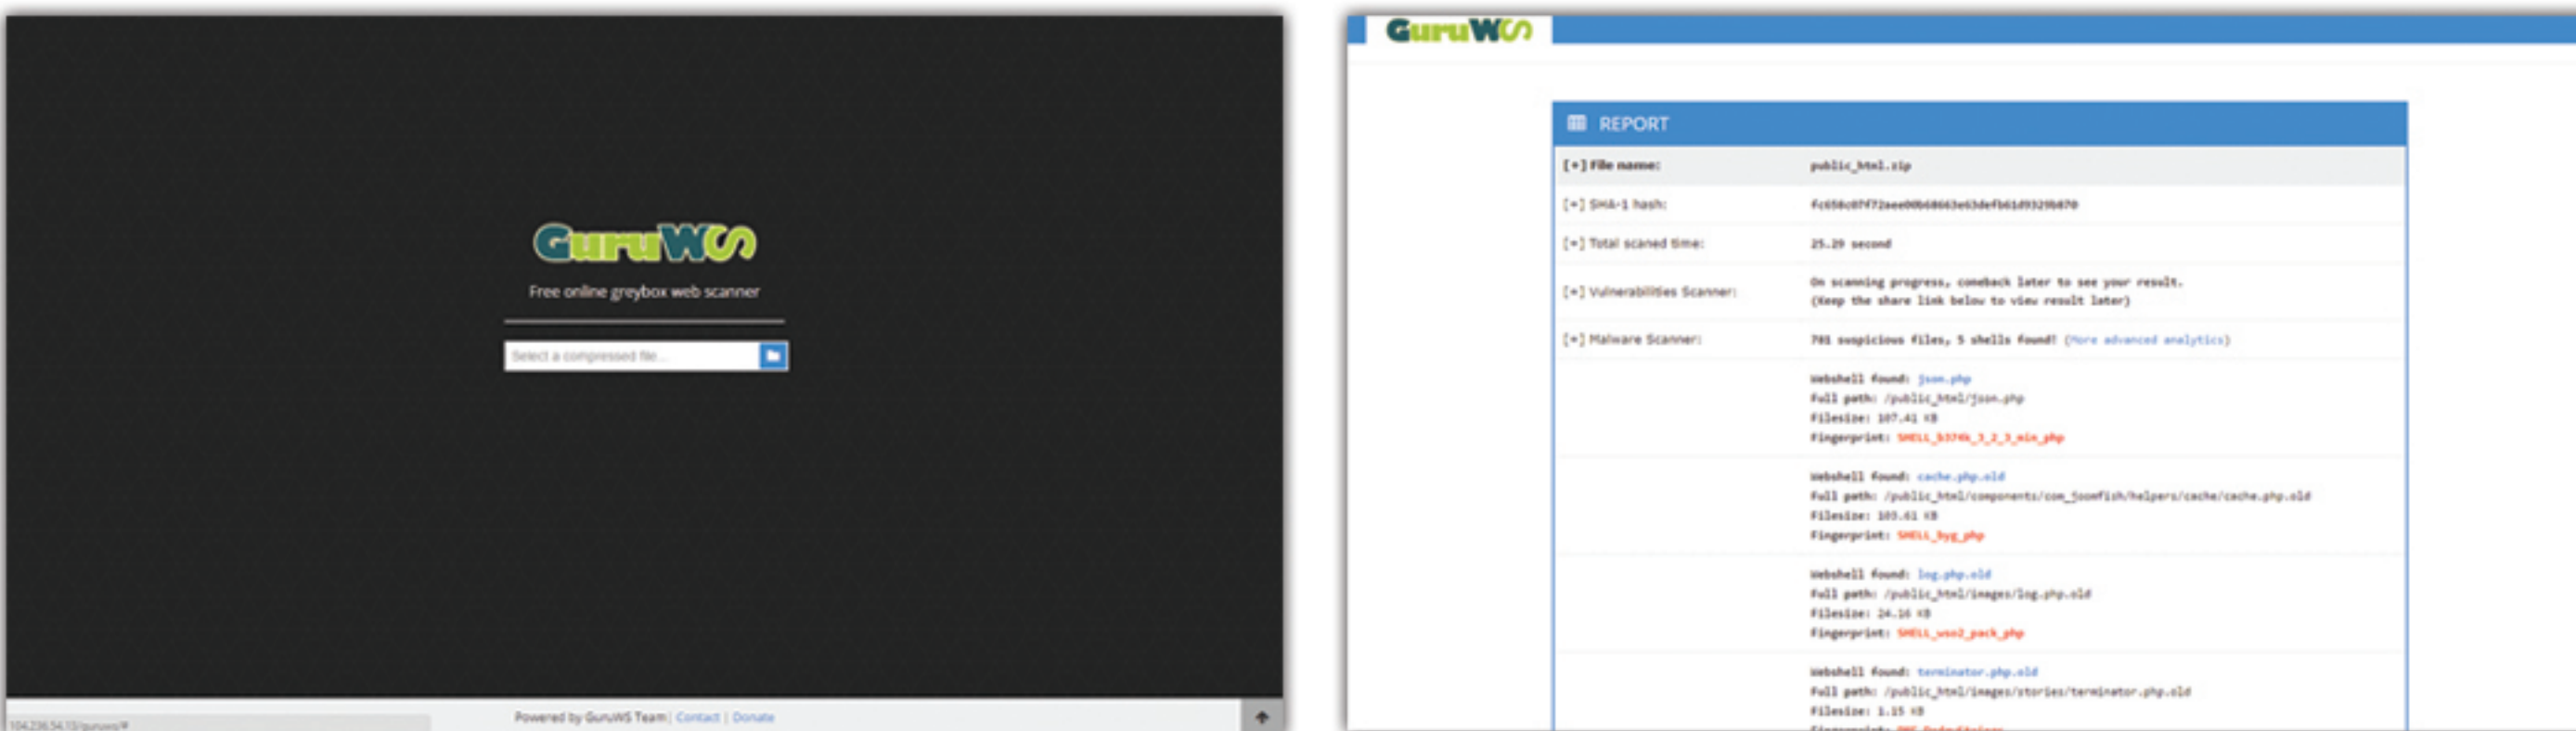 GuruWS
Free online greybox web scanner
Select a compressed file...
Powered by GuruWS Team | Contact | Donate
GuruWS
REPORT
[+] File name: public_html.zip
[+] SHA-1 hash:
[+] Total scaned time: 25.29 second
[+] Vulnerabilities Scanner: On scanning progress, comeback later to see your result.
(Keep the share link below to view result later)
[+] Malware Scanner: 781 suspicious files, 5 shells found! (More advanced analytics)
Webshell found: json.php
Full path: /public_html/json.php
Filesize: 107.41 KB
Fingerprint: SHELL_b374k_3_2_3_min_php
Webshell found: cache.php.old
Full path: /public_html/components/com_joomfish/helpers/cache/cache.php.old
Filesize: 103.61 KB
Fingerprint: SHELL_byg_php
Webshell found: log.php.old
Full path: /public_html/images/log.php.old
Filesize: 24.16 KB
Fingerprint: SHELL_wso2_pack_php
Webshell found: terminator.php.old
Full path: /public_html/images/stories/terminator.php.old
Filesize: 1.15 KB